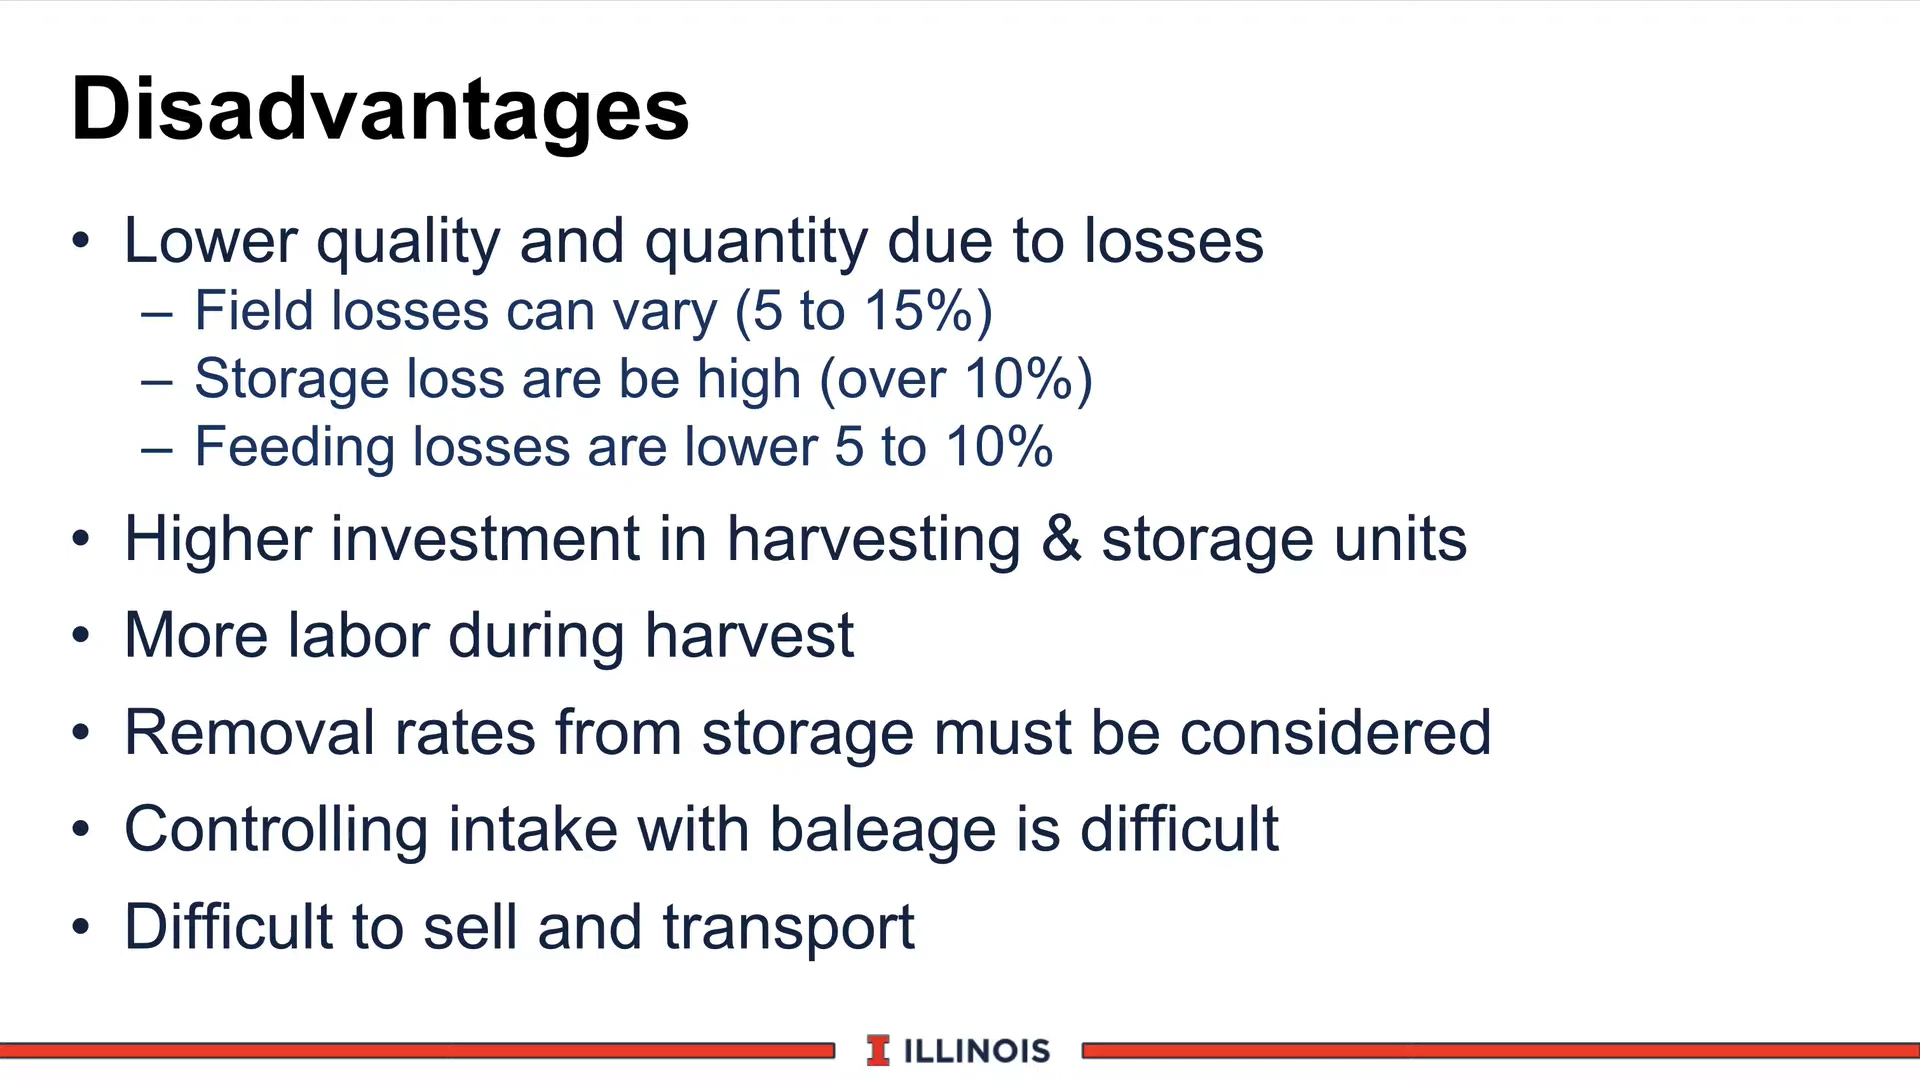 Disadvantages
• Lower quality and quantity due to losses
– Field losses can vary (5 to 15%)
– Storage loss are be high (over 10%)
– Feeding losses are lower 5 to 10%
• Higher investment in harvesting & storage units
• More labor during harvest
• Removal rates from storage must be considered
• Controlling intake with baleage is difficult
• Difficult to sell and transport
I ILLINOIS